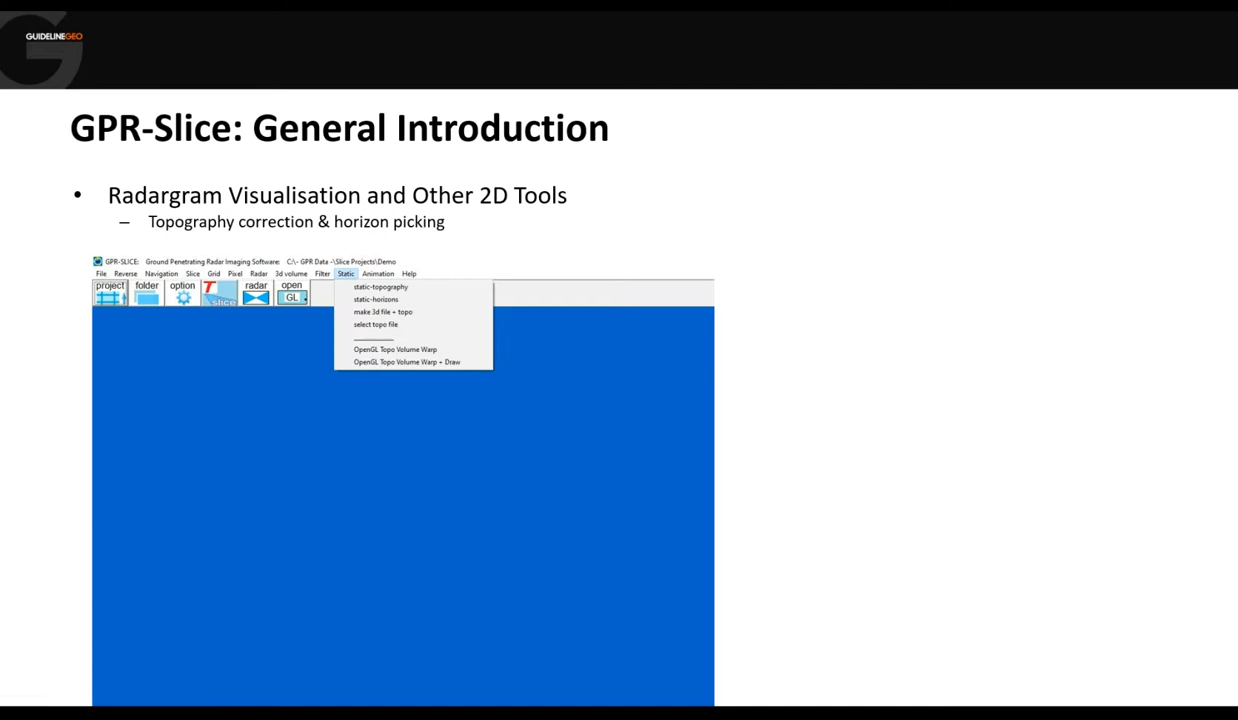 GUIDELINEGEO
GPR-Slice: General Introduction
• Radargram Visualisation and Other 2D Tools
– Topography correction & horizon picking
GPR-SLICE: Ground Penetrating Radar Imaging Software: C:\- GPR Data -\Slice Projects\Demo
File Reverse Navigation Slice Grid Pixel Radar 3d volume Filter Static Animation Help
project folder option T slice radar open GL
static-topography
static-horizons
make 3d file + topo
select topo file
OpenGL Topo Volume Warp
OpenGL Topo Volume Warp + Draw